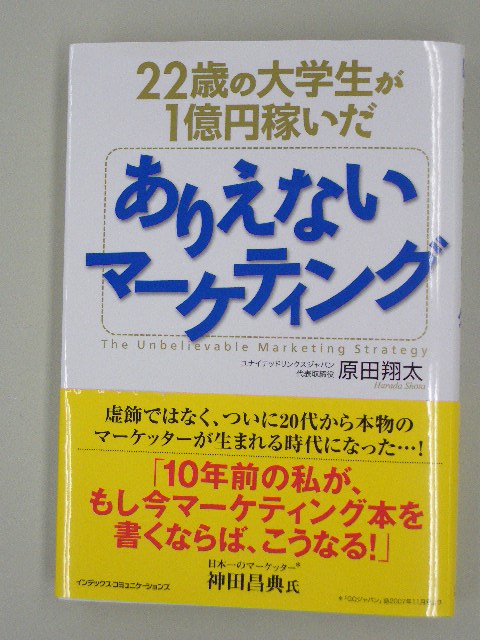 22歳の大学生が
1億円稼いだ
ありえない
マーケティング
The Unbelievable Marketing Strategy
ユナイテッドリンクスジャパン
代表取締役 原田翔太
Harada Shota
虚飾ではなく、ついに20代から本物の
マーケッターが生まれる時代になった…!
「10年前の私が、
もし今マーケティング本を
書くならば、こうなる!」
日本一のマーケッター*
神田昌典氏
インデックス・コミュニケーションズ